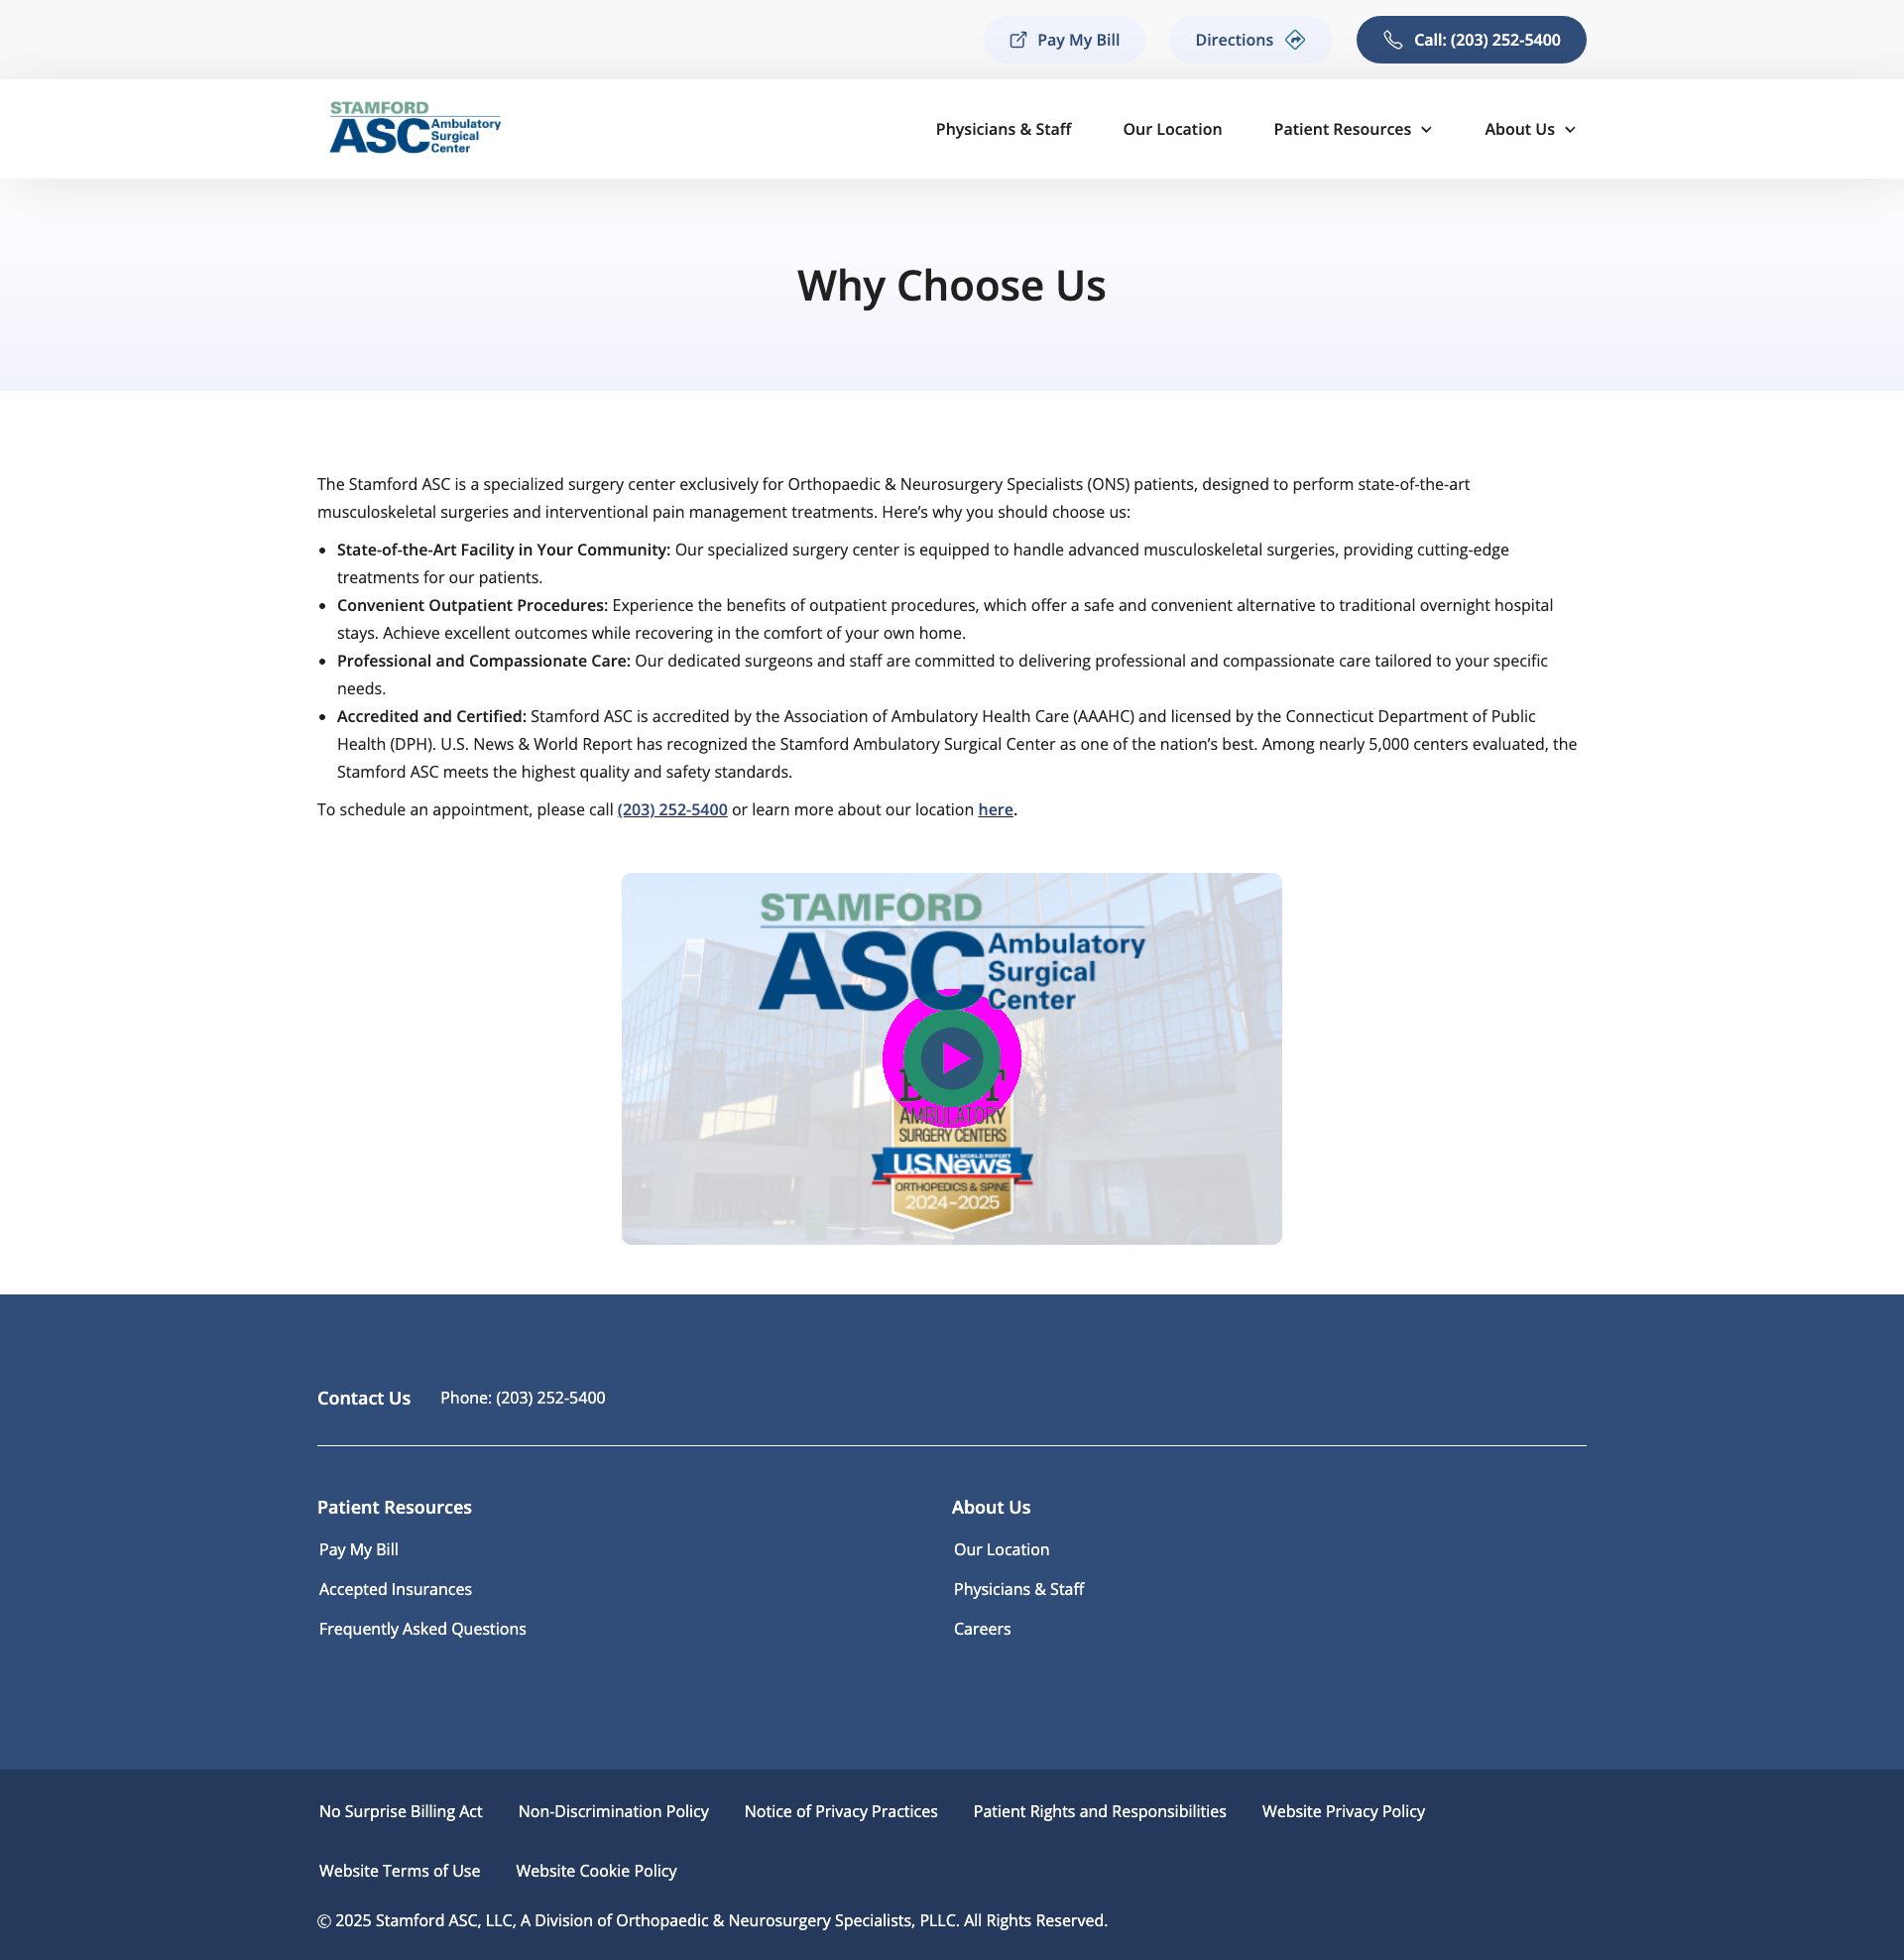 Pay My Bill
Directions
Call: (203) 252-5400
STAMFORD
ASC Ambulatory
Surgical
Center
Physicians & Staff
Our Location
Patient Resources
About Us
Why Choose Us
The Stamford ASC is a specialized surgery center exclusively for Orthopaedic & Neurosurgery Specialists (ONS) patients, designed to perform state-of-the-art
musculoskeletal surgeries and interventional pain management treatments. Here’s why you should choose us:
• State-of-the-Art Facility in Your Community: Our specialized surgery center is equipped to handle advanced musculoskeletal surgeries, providing cutting-edge
treatments for our patients.
• Convenient Outpatient Procedures: Experience the benefits of outpatient procedures, which offer a safe and convenient alternative to traditional overnight hospital
stays. Achieve excellent outcomes while recovering in the comfort of your own home.
• Professional and Compassionate Care: Our dedicated surgeons and staff are committed to delivering professional and compassionate care tailored to your specific
needs.
• Accredited and Certified: Stamford ASC is accredited by the Association of Ambulatory Health Care (AAAHC) and licensed by the Connecticut Department of Public
Health (DPH). U.S. News & World Report has recognized the Stamford Ambulatory Surgical Center as one of the nation’s best. Among nearly 5,000 centers evaluated, the
Stamford ASC meets the highest quality and safety standards.
To schedule an appointment, please call (203) 252-5400 or learn more about our location here.
STAMFORD
ASC Ambulatory
Surgical
Center
AMBULATORY
SURGERY CENTERS
U.S. News & WORLD REPORT
ORTHOPEDICS & SPINE
2024–2025
Contact Us
Phone: (203) 252-5400
Patient Resources
Pay My Bill
Accepted Insurances
Frequently Asked Questions
About Us
Our Location
Physicians & Staff
Careers
No Surprise Billing Act
Non-Discrimination Policy
Notice of Privacy Practices
Patient Rights and Responsibilities
Website Privacy Policy
Website Terms of Use
Website Cookie Policy
© 2025 Stamford ASC, LLC, A Division of Orthopaedic & Neurosurgery Specialists, PLLC. All Rights Reserved.